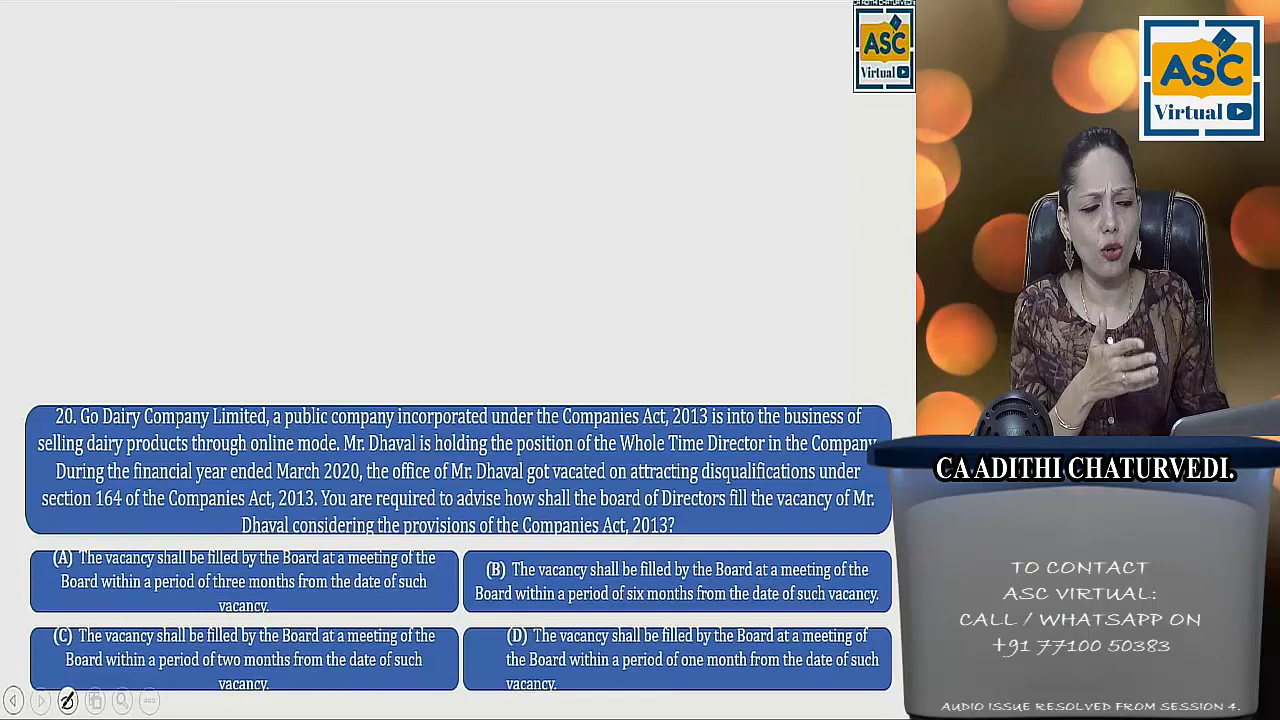 CA ADITHI CHATURVEDI
ASC
Virtual
ASC
Virtual
20. Go Dairy Company Limited, a public company incorporated under the Companies Act, 2013 is into the business of
selling dairy products through online mode. Mr. Dhaval is holding the position of the Whole Time Director in the Company.
During the financial year ended March 2020, the office of Mr. Dhaval got vacated on attracting disqualifications under
section 164 of the Companies Act, 2013. You are required to advise how shall the board of Directors fill the vacancy of Mr.
Dhaval considering the provisions of the Companies Act, 2013?
(A) The vacancy shall be filled by the Board at a meeting of the
Board within a period of three months from the date of such
vacancy.
(B) The vacancy shall be filled by the Board at a meeting of the
Board within a period of six months from the date of such vacancy.
(C) The vacancy shall be filled by the Board at a meeting of the
Board within a period of two months from the date of such
vacancy.
(D) The vacancy shall be filled by the Board at a meeting of
the Board within a period of one month from the date of such
vacancy.
CA ADITHI CHATURVEDI.
TO CONTACT
ASC VIRTUAL:
CALL / WHATSAPP ON
+91 77100 50383
AUDIO ISSUE RESOLVED FROM SESSION 4.